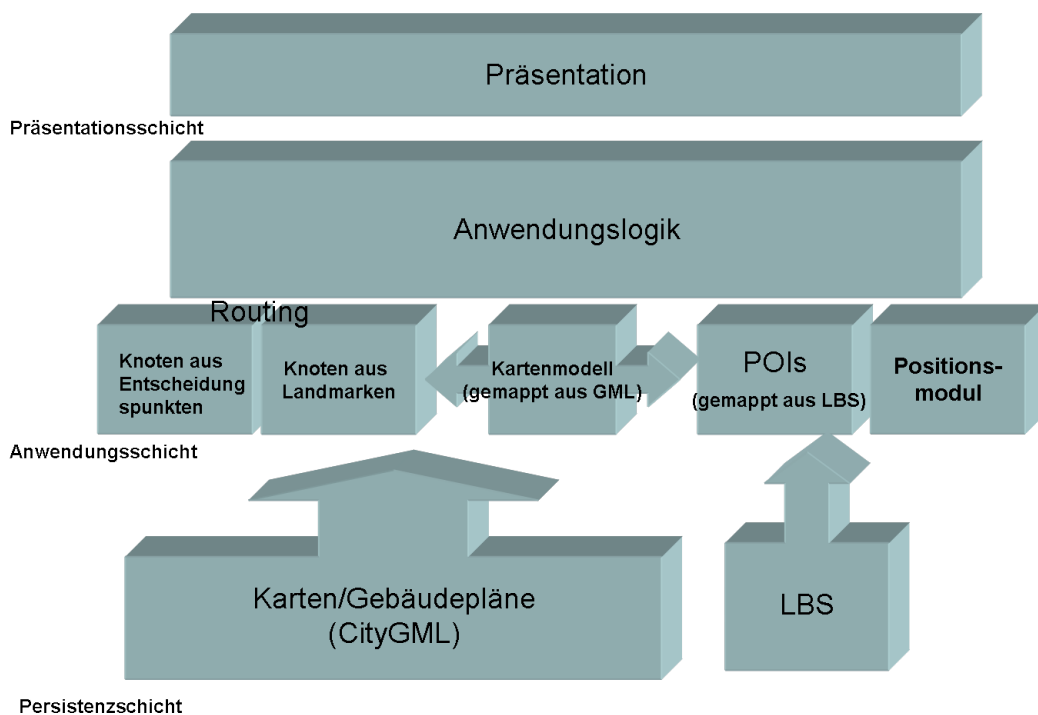 Präsentation
Präsentationsschicht
Anwendungslogik
Routing
Knoten aus
Entscheidung
spunkten
Knoten aus
Landmarken
Kartenmodell
(gemappt aus GML)
POIs
(gemappt aus LBS)
Positions-
modul
Anwendungsschicht
Karten/Gebäudepläne
(CityGML)
LBS
Persistenzschicht